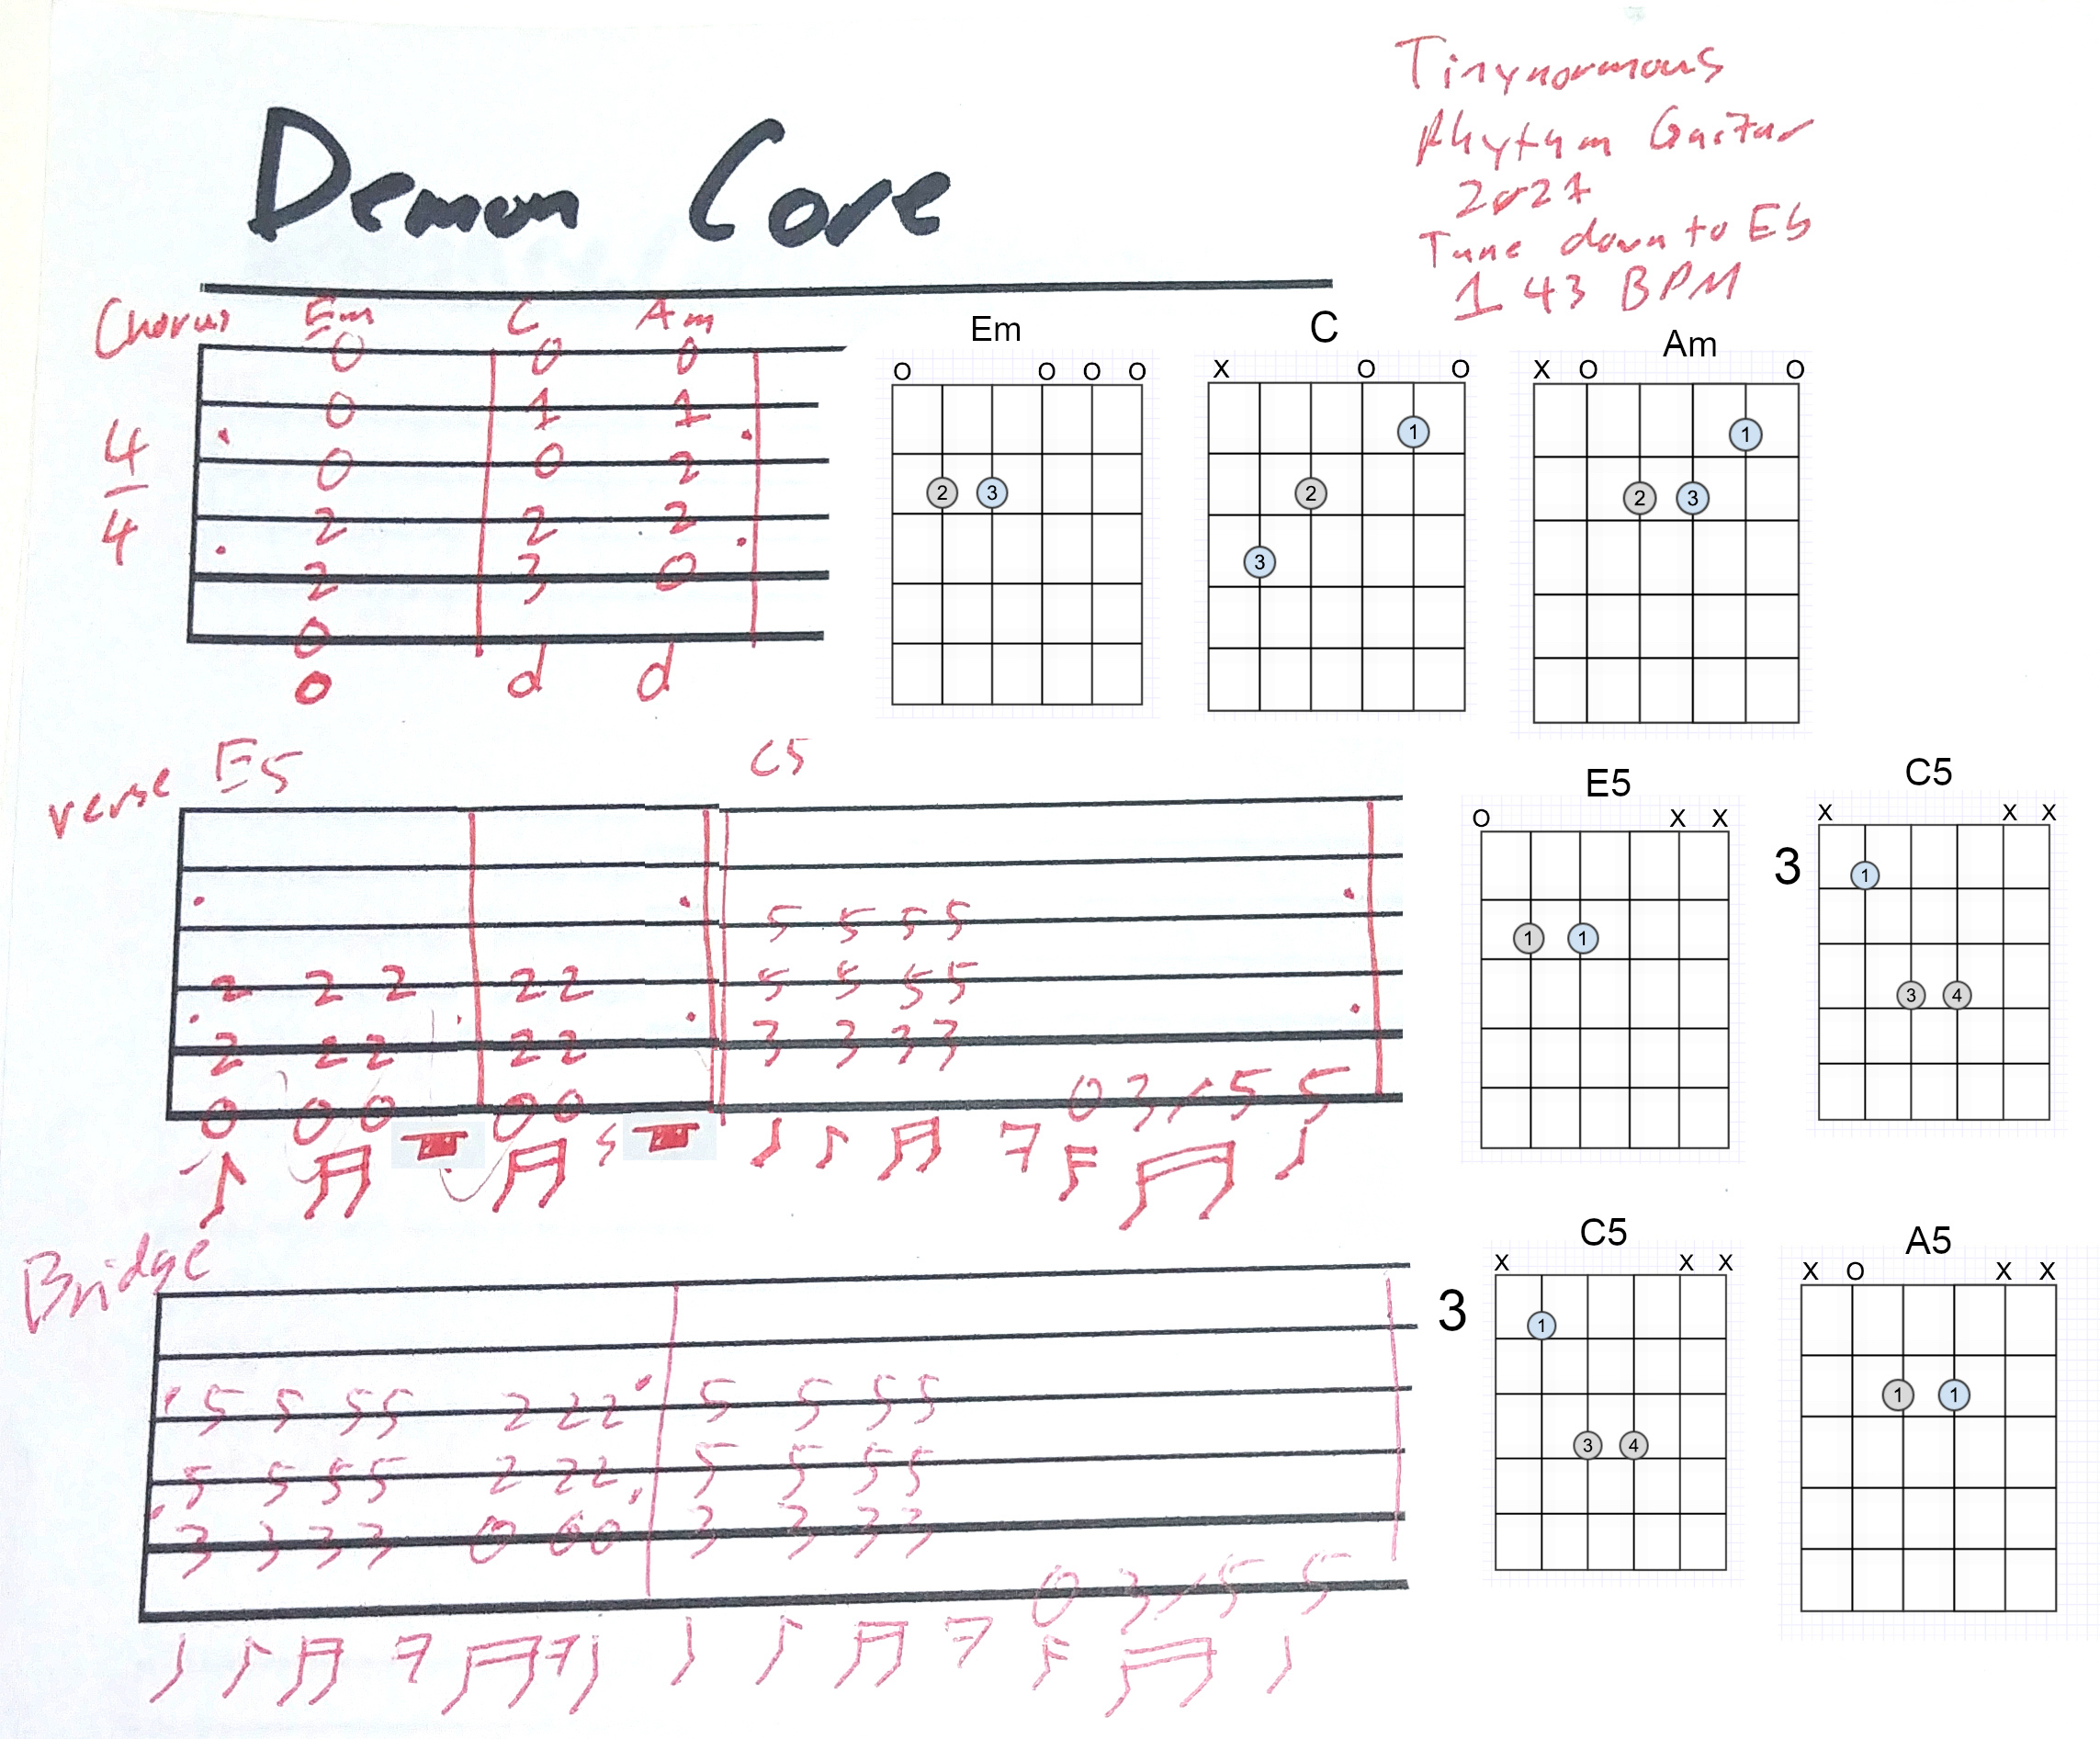 Demon Core
Tinynormous
Rhythm Guitar
2021
Tune down to Eb
143 BPM
Chorus Em C Am
0 0 0
0 1 1
0 0 2
2 2 2
2 3 0
0
4
4
Em
O O O O
2 3
C
X O O
1
2
3
Am
X O O
1
2 3
verse E5 C5
5 5 5 5
2 2 2 2 2 5 5 5 5
2 2 2 2 2 3 3 3 3
0 0 0 0 0 0 3/5 5
E5
O X X
1 1
C5
X X X
3
1
3 4
Bridge
5 5 5 5 2 2 2 5 5 5 5
5 5 5 5 2 2 2 5 5 5 5
3 3 3 3 0 0 0 3 3 3 3
0 3/5 5
C5
X X X
3
1
3 4
A5
X O X X
1 1